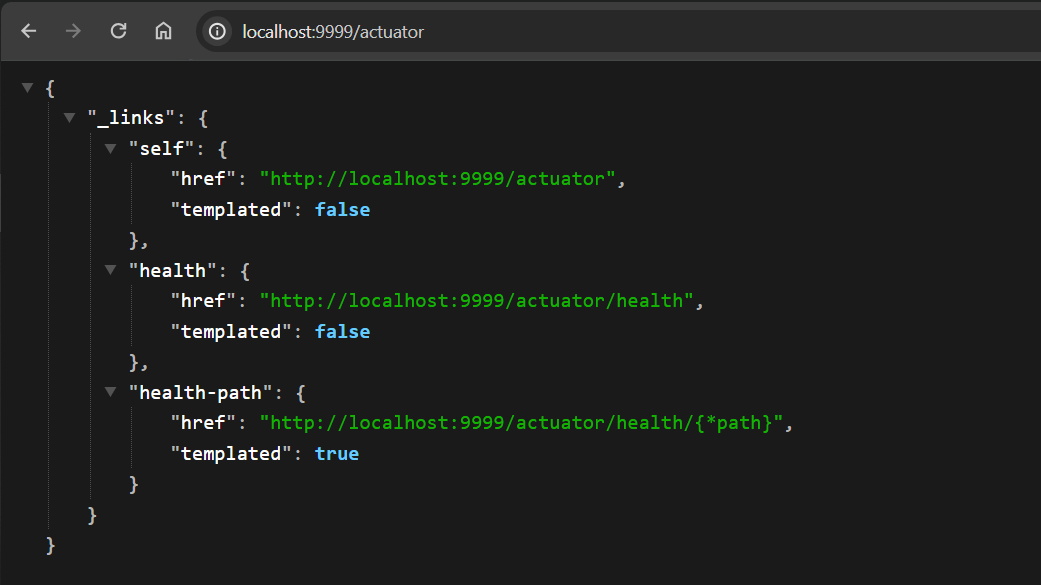 localhost:9999/actuator
{
"_links": {
"self": {
"href": "http://localhost:9999/actuator",
"templated": false
},
"health": {
"href": "http://localhost:9999/actuator/health",
"templated": false
},
"health-path": {
"href": "http://localhost:9999/actuator/health/{*path}",
"templated": true
}
}
}